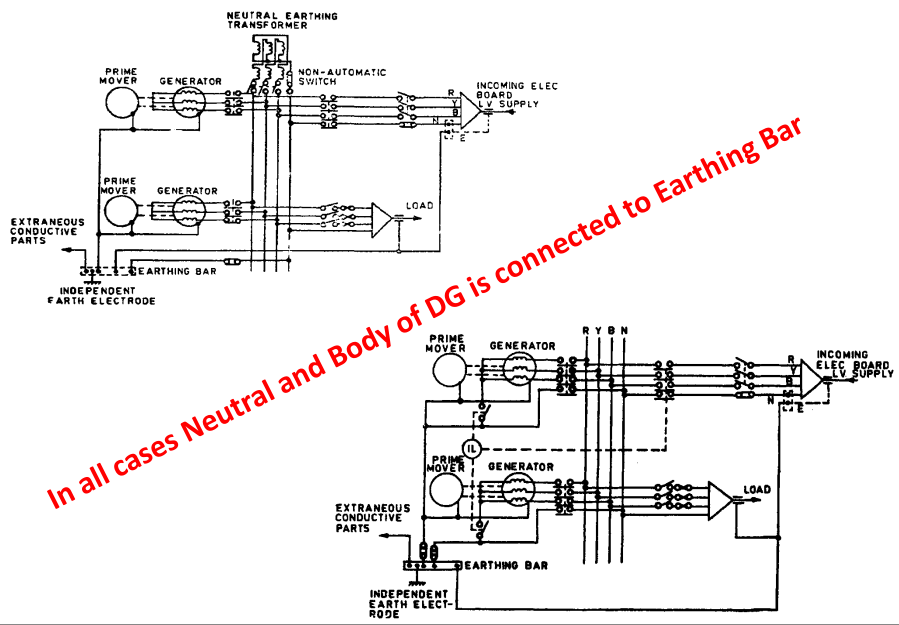 NEUTRAL EARTHING
TRANSFORMER
NON-AUTOMATIC
SWITCH
PRIME
MOVER
GENERATOR
INCOMING ELEC
BOARD
LV SUPPLY
R
Y
B
N
E
PRIME
MOVER
GENERATOR
LOAD
EXTRANEOUS
CONDUCTIVE
PARTS
EARTHING BAR
INDEPENDENT
EARTH ELECTRODE
In all cases Neutral and Body of DG is connected to Earthing Bar
R Y B N
PRIME
MOVER
GENERATOR
INCOMING
ELEC BOARD
LV SUPPLY
R
Y
B
N
E
IL
PRIME
MOVER
GENERATOR
LOAD
EXTRANEOUS
CONDUCTIVE
PARTS
EARTHING BAR
INDEPENDENT
EARTH ELECT-
RODE